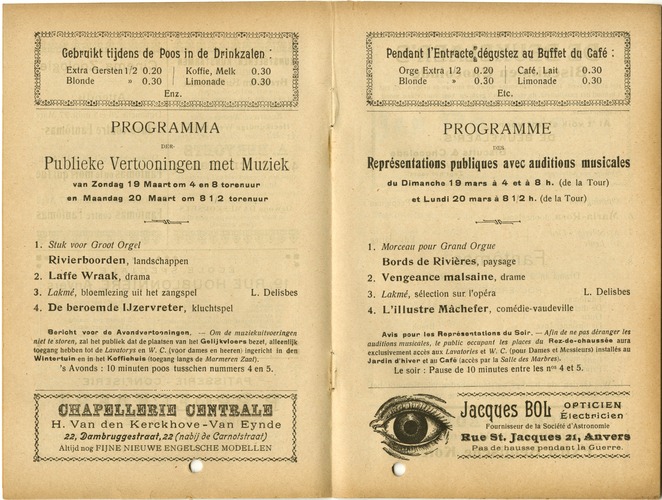 Gebruikt tijdens de Poos in de Drinkzalen :
Extra Gersten 1/2 0.20 Koffie, Melk 0.30
Blonde » 0.30 Limonade 0.30
Enz.
PROGRAMMA
DER
Publieke Vertooningen met Muziek
van Zondag 19 Maart om 4 en 8 torenuur
en Maandag 20 Maart om 8 1/2 torenuur
1. Stuk voor Groot Orgel
Rivierboorden, landschappen
2. Laffe Wraak, drama
3. Lakmé, bloemlezing uit het zangspel L. Delisbes
4. De beroemde IJzervreter, kluchtspel
Bericht voor de Avondvertooningen. — Om de muziekuitvoeringen
niet te storen, zal het publiek dat de plaatsen van het Gelijkvloers bezet, alleenlijk
toegang hebben tot de Lavatorys en W. C. (voor dames en heeren) ingericht in den
Wintertuin en in het Koffiehuis (toegang langs de Marmeren Zaal).
's Avonds : 10 minuten poos tusschen nummers 4 en 5.
CHAPELLERIE CENTRALE
H. Van den Kerckhove-Van Eynde
22, Dambruggestraat, 22 (nabij de Carnotstraat)
Altijd nog FIJNE NIEUWE ENGELSCHE MODELLEN
Pendant l'Entracte dégustez au Buffet du Café :
Orge Extra 1/2 0.20 Café, Lait 0.30
Blonde » 0.30 Limonade 0.30
Etc.
PROGRAMME
DES
Représentations publiques avec auditions musicales
du Dimanche 19 mars à 4 et à 8 h. (de la Tour)
et Lundi 20 mars à 8 1/2 h. (de la Tour)
1. Morceau pour Grand Orgue
Bords de Rivières, paysage
2. Vengeance malsaine, drame
3. Lakmé, sélection sur l'opéra L. Delisbes
4. L'illustre Mâchefer, comédie-vaudeville
Avis pour les Représentations du Soir. — Afin de ne pas déranger les
auditions musicales, le public occupant les places du Rez-de-chaussée aura
exclusivement accès aux Lavatories et W. C. (pour Dames et Messieurs) installés au
Jardin d'hiver et au Café (accès par la Salle des Marbres).
Le soir : Pause de 10 minutes entre les nos 4 et 5.
Jacques BOL OPTICIEN
Électricien
Fournisseur de la Société d'Astronomie
Rue St. Jacques 21, Anvers
Pas de hausse pendant la Guerre.